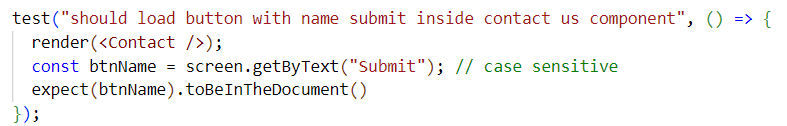 test("should load button with name submit inside contact us component", () => {
  render(<Contact />);
  const btnName = screen.getByText("Submit"); // case sensitive
  expect(btnName).toBeInTheDocument()
});